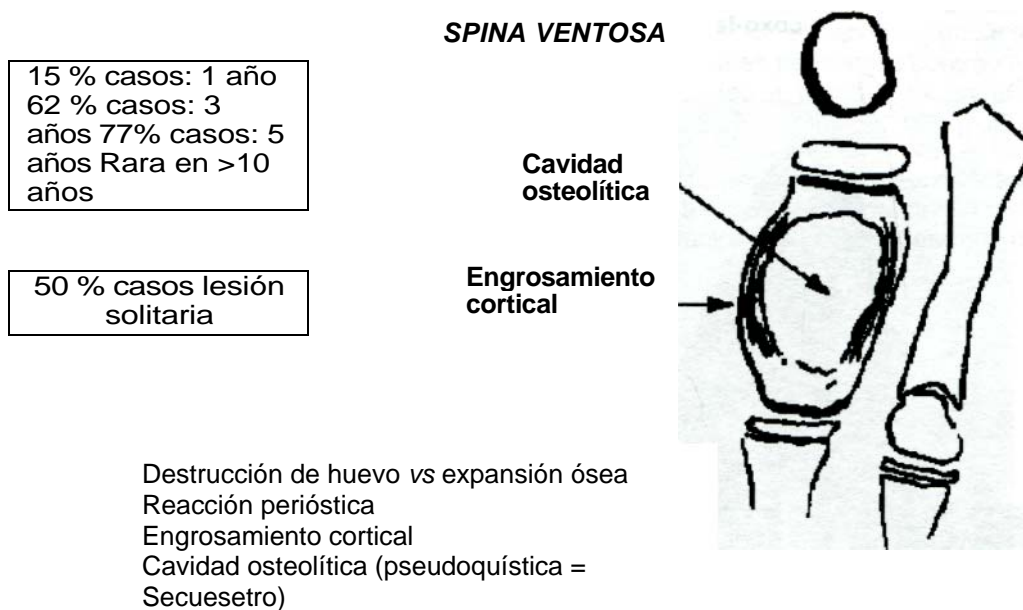 SPINA VENTOSA
15 % casos: 1 año
62 % casos: 3
años 77% casos: 5
años Rara en >10
años
Cavidad
osteolítica
50 % casos lesión
solitaria
Engrosamiento
cortical
Destrucción de huevo vs expansión ósea
Reacción perióstica
Engrosamiento cortical
Cavidad osteolítica (pseudoquística =
Secuesetro)